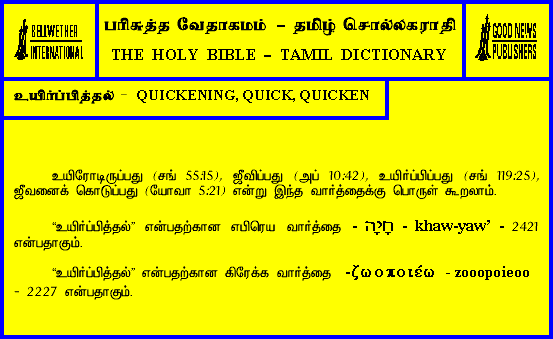 BELLWETHER
INTERNATIONAL
பரிசுத்த வேதாகமம் – தமிழ் சொல்லகராதி
THE HOLY BIBLE – TAMIL DICTIONARY
GOOD NEWS
PUBLISHERS
உயிர்ப்பித்தல் – QUICKENING, QUICK, QUICKEN
உயிரோடிருப்பது (சங் 55:15), ஜீவிப்பது (அப் 10:42), உயிர்ப்பிப்பது (சங் 119:25),
ஜீவனைக் கொடுப்பது (யோவா 5:21) என்று இந்த வார்த்தைக்கு பொருள் கூறலாம்.
“உயிர்ப்பித்தல்” என்பதற்கான எபிரெய வார்த்தை - חָיָה - khaw-yaw’ - 2421
என்பதாகும்.
“உயிர்ப்பித்தல்” என்பதற்கான கிரேக்க வார்த்தை -ζωοποιέω - zooopoieoo
– 2227 என்பதாகும்.